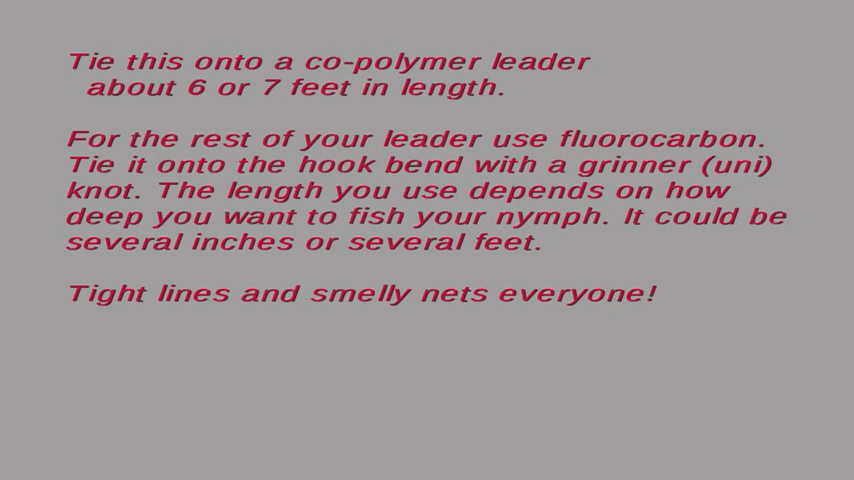 Tie this onto a co-polymer leader
about 6 or 7 feet in length.
For the rest of your leader use fluorocarbon.
Tie it onto the hook bend with a grinner (uni)
knot. The length you use depends on how
deep you want to fish your nymph. It could be
several inches or several feet.
Tight lines and smelly nets everyone!